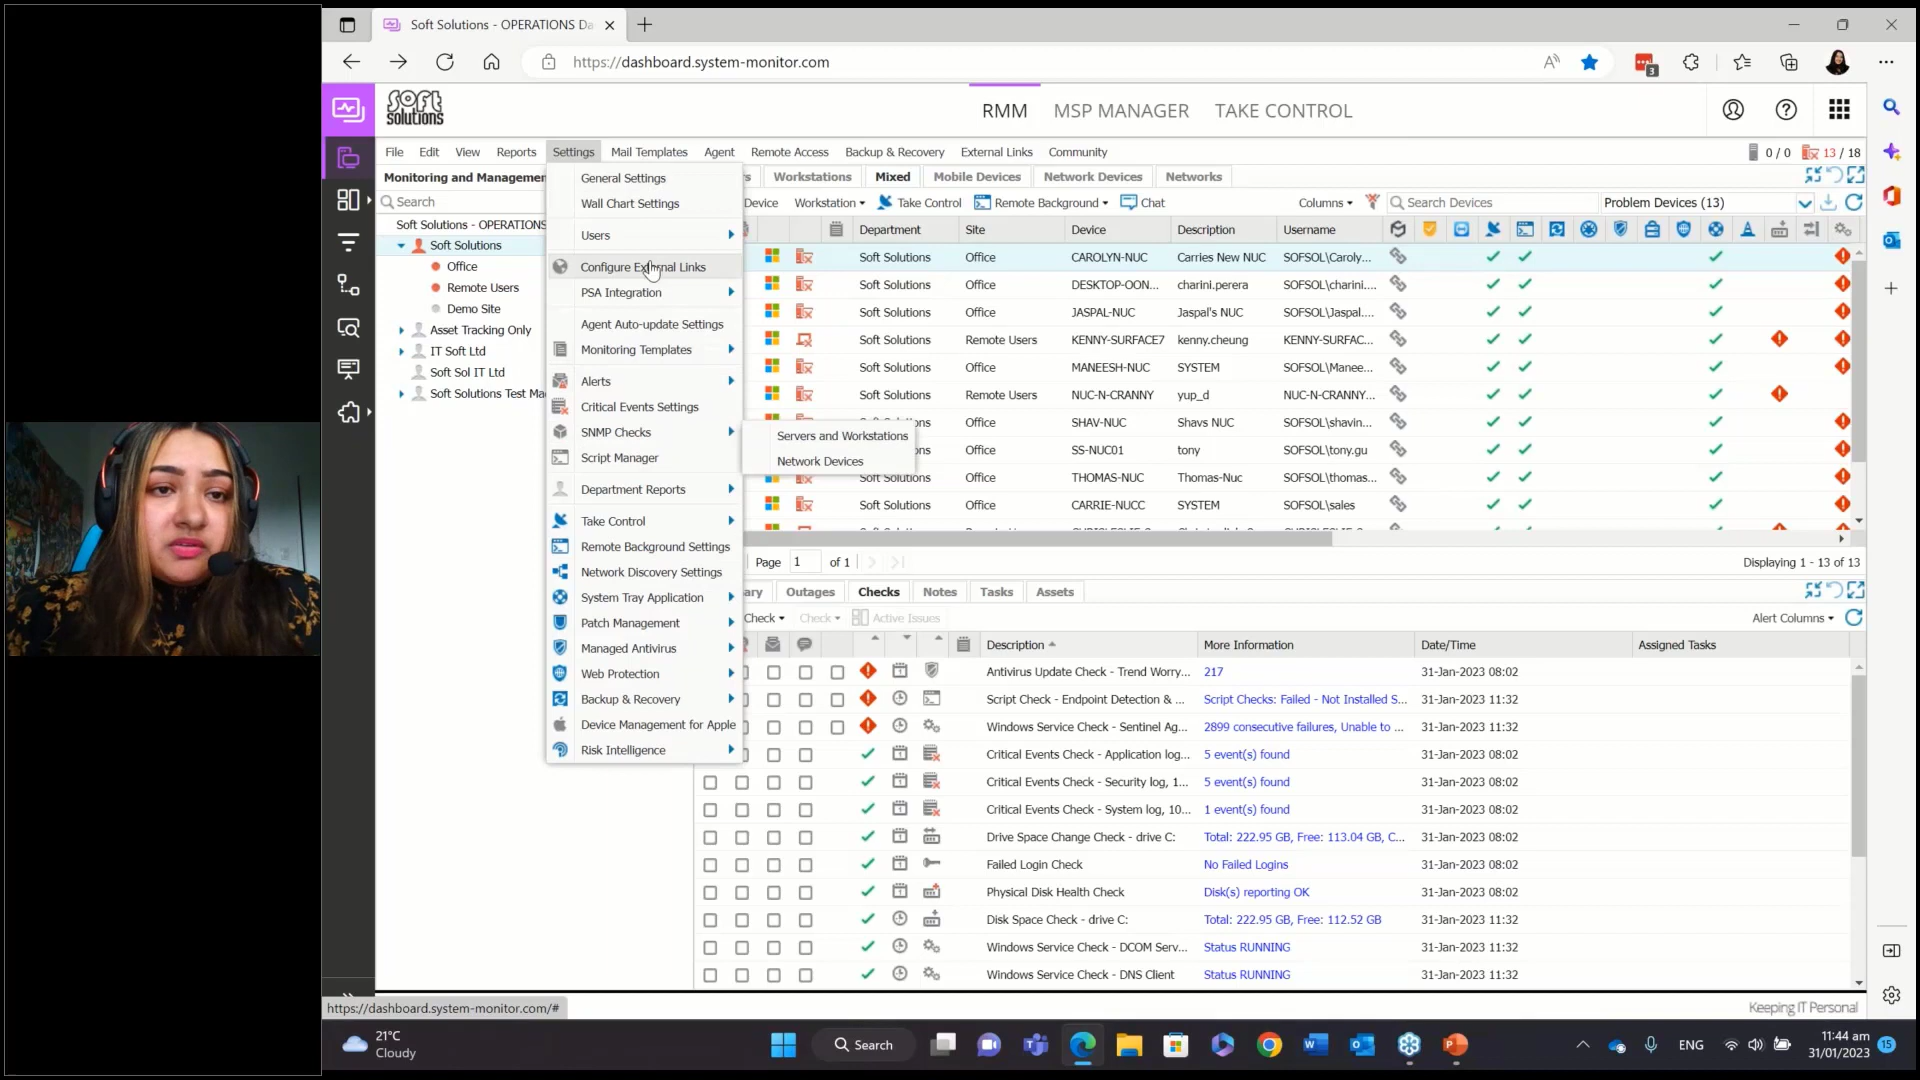 Soft Solutions - OPERATIONS Da
https://dashboard.system-monitor.com
3
soft solutions
RMM
MSP MANAGER
TAKE CONTROL
File
Edit
View
Reports
Settings
Mail Templates
Agent
Remote Access
Backup & Recovery
External Links
Community
0 / 0
13 / 18
Monitoring and Managemen
Workstations
Mixed
Mobile Devices
Network Devices
Networks
Search
Device
Workstation
Take Control
Remote Background
Chat
Columns
Search Devices
Problem Devices (13)
Soft Solutions - OPERATIONS
Soft Solutions
Office
Remote Users
Demo Site
Asset Tracking Only
IT Soft Ltd
Soft Sol IT Ltd
Soft Solutions Test Ma
General Settings
Wall Chart Settings
Users
Configure External Links
PSA Integration
Agent Auto-update Settings
Monitoring Templates
Alerts
Critical Events Settings
SNMP Checks
Script Manager
Department Reports
Take Control
Remote Background Settings
Network Discovery Settings
System Tray Application
Patch Management
Managed Antivirus
Web Protection
Backup & Recovery
Device Management for Apple
Risk Intelligence
Servers and Workstations
Network Devices
Department Site Device Description Username
Soft Solutions Office CAROLYN-NUC Carries New NUC SOFSOL\Caroly...
Soft Solutions Office DESKTOP-OON... charini.perera SOFSOL\charini....
Soft Solutions Office JASPAL-NUC Jaspal's NUC SOFSOL\Jaspal....
Soft Solutions Remote Users KENNY-SURFACE7 kenny.cheung KENNY-SURFAC...
Soft Solutions Office MANEESH-NUC SYSTEM SOFSOL\Manee...
Soft Solutions Remote Users NUC-N-CRANNY yup_d NUC-N-CRANNY...
Soft Solutions Office SHAV-NUC Shavs NUC SOFSOL\shavin...
Soft Solutions Office SS-NUC01 tony SOFSOL\tony.gu
Soft Solutions Office THOMAS-NUC Thomas-Nuc SOFSOL\thomas...
Soft Solutions Office CARRIE-NUCC SYSTEM SOFSOL\sales
Page 1 of 1
Displaying 1 - 13 of 13
ary
Outages
Checks
Notes
Tasks
Assets
Check
Check
Active Issues
Alert Columns
Description More Information Date/Time Assigned Tasks
Antivirus Update Check - Trend Worry... 217 31-Jan-2023 08:02
Script Check - Endpoint Detection & ... Script Checks: Failed - Not Installed S... 31-Jan-2023 11:32
Windows Service Check - Sentinel Ag... 2899 consecutive failures, Unable to ... 31-Jan-2023 11:32
Critical Events Check - Application log... 5 event(s) found 31-Jan-2023 08:02
Critical Events Check - Security log, 1... 5 event(s) found 31-Jan-2023 08:02
Critical Events Check - System log, 10... 1 event(s) found 31-Jan-2023 08:02
Drive Space Change Check - drive C: Total: 222.95 GB, Free: 113.04 GB, C... 31-Jan-2023 08:02
Failed Login Check No Failed Logins 31-Jan-2023 08:02
Physical Disk Health Check Disk(s) reporting OK 31-Jan-2023 08:02
Disk Space Check - drive C: Total: 222.95 GB, Free: 112.52 GB 31-Jan-2023 11:32
Windows Service Check - DCOM Serv... Status RUNNING 31-Jan-2023 11:32
Windows Service Check - DNS Client Status RUNNING 31-Jan-2023 11:32
https://dashboard.system-monitor.com/#
Keeping IT Personal
21°C
Cloudy
Search
ENG
11:44 am
31/01/2023
15